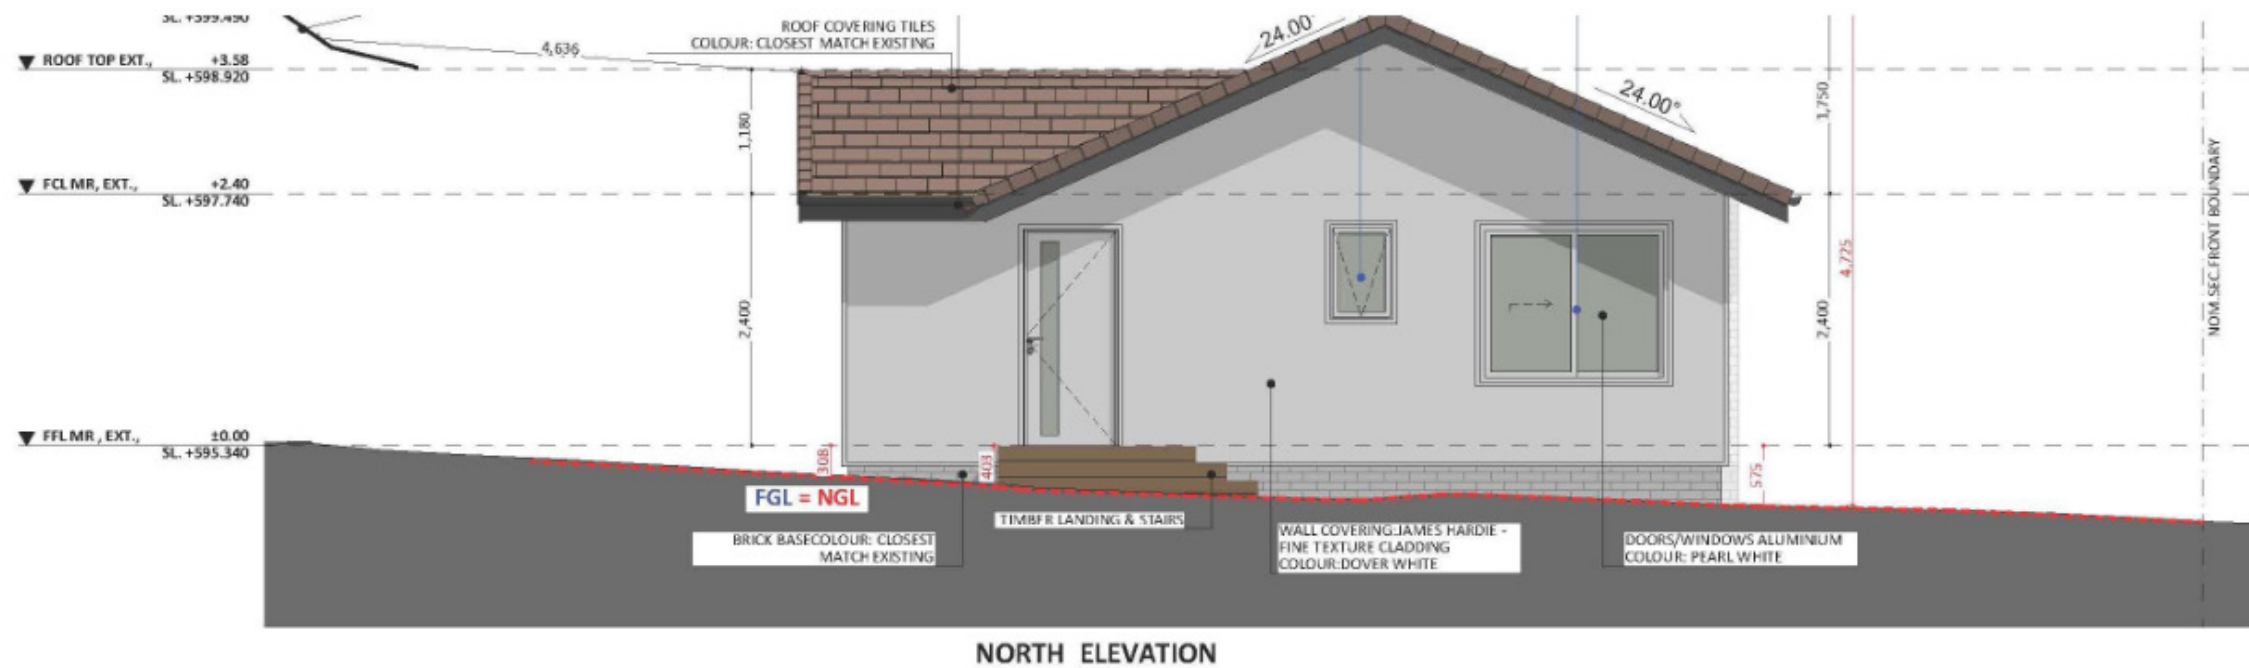 SL. +599.490
ROOF TOP EXT., +3.58
SL. +598.920
FCL MR, EXT., +2.40
SL. +597.740
FFL MR , EXT., ±0.00
SL. +595.340
4,636
ROOF COVERING TILES
COLOUR: CLOSEST MATCH EXISTING
24.00°
24.00°
1,180
2,400
1,750
2,400
4,725
NOM.SEC.FRONT BOUNDARY
308
403
575
FGL = NGL
BRICK BASECOLOUR: CLOSEST
MATCH EXISTING
TIMBER LANDING & STAIRS
WALL COVERING:JAMES HARDIE -
FINE TEXTURE CLADDING
COLOUR:DOVER WHITE
DOORS/WINDOWS ALUMINIUM
COLOUR: PEARL WHITE
NORTH ELEVATION